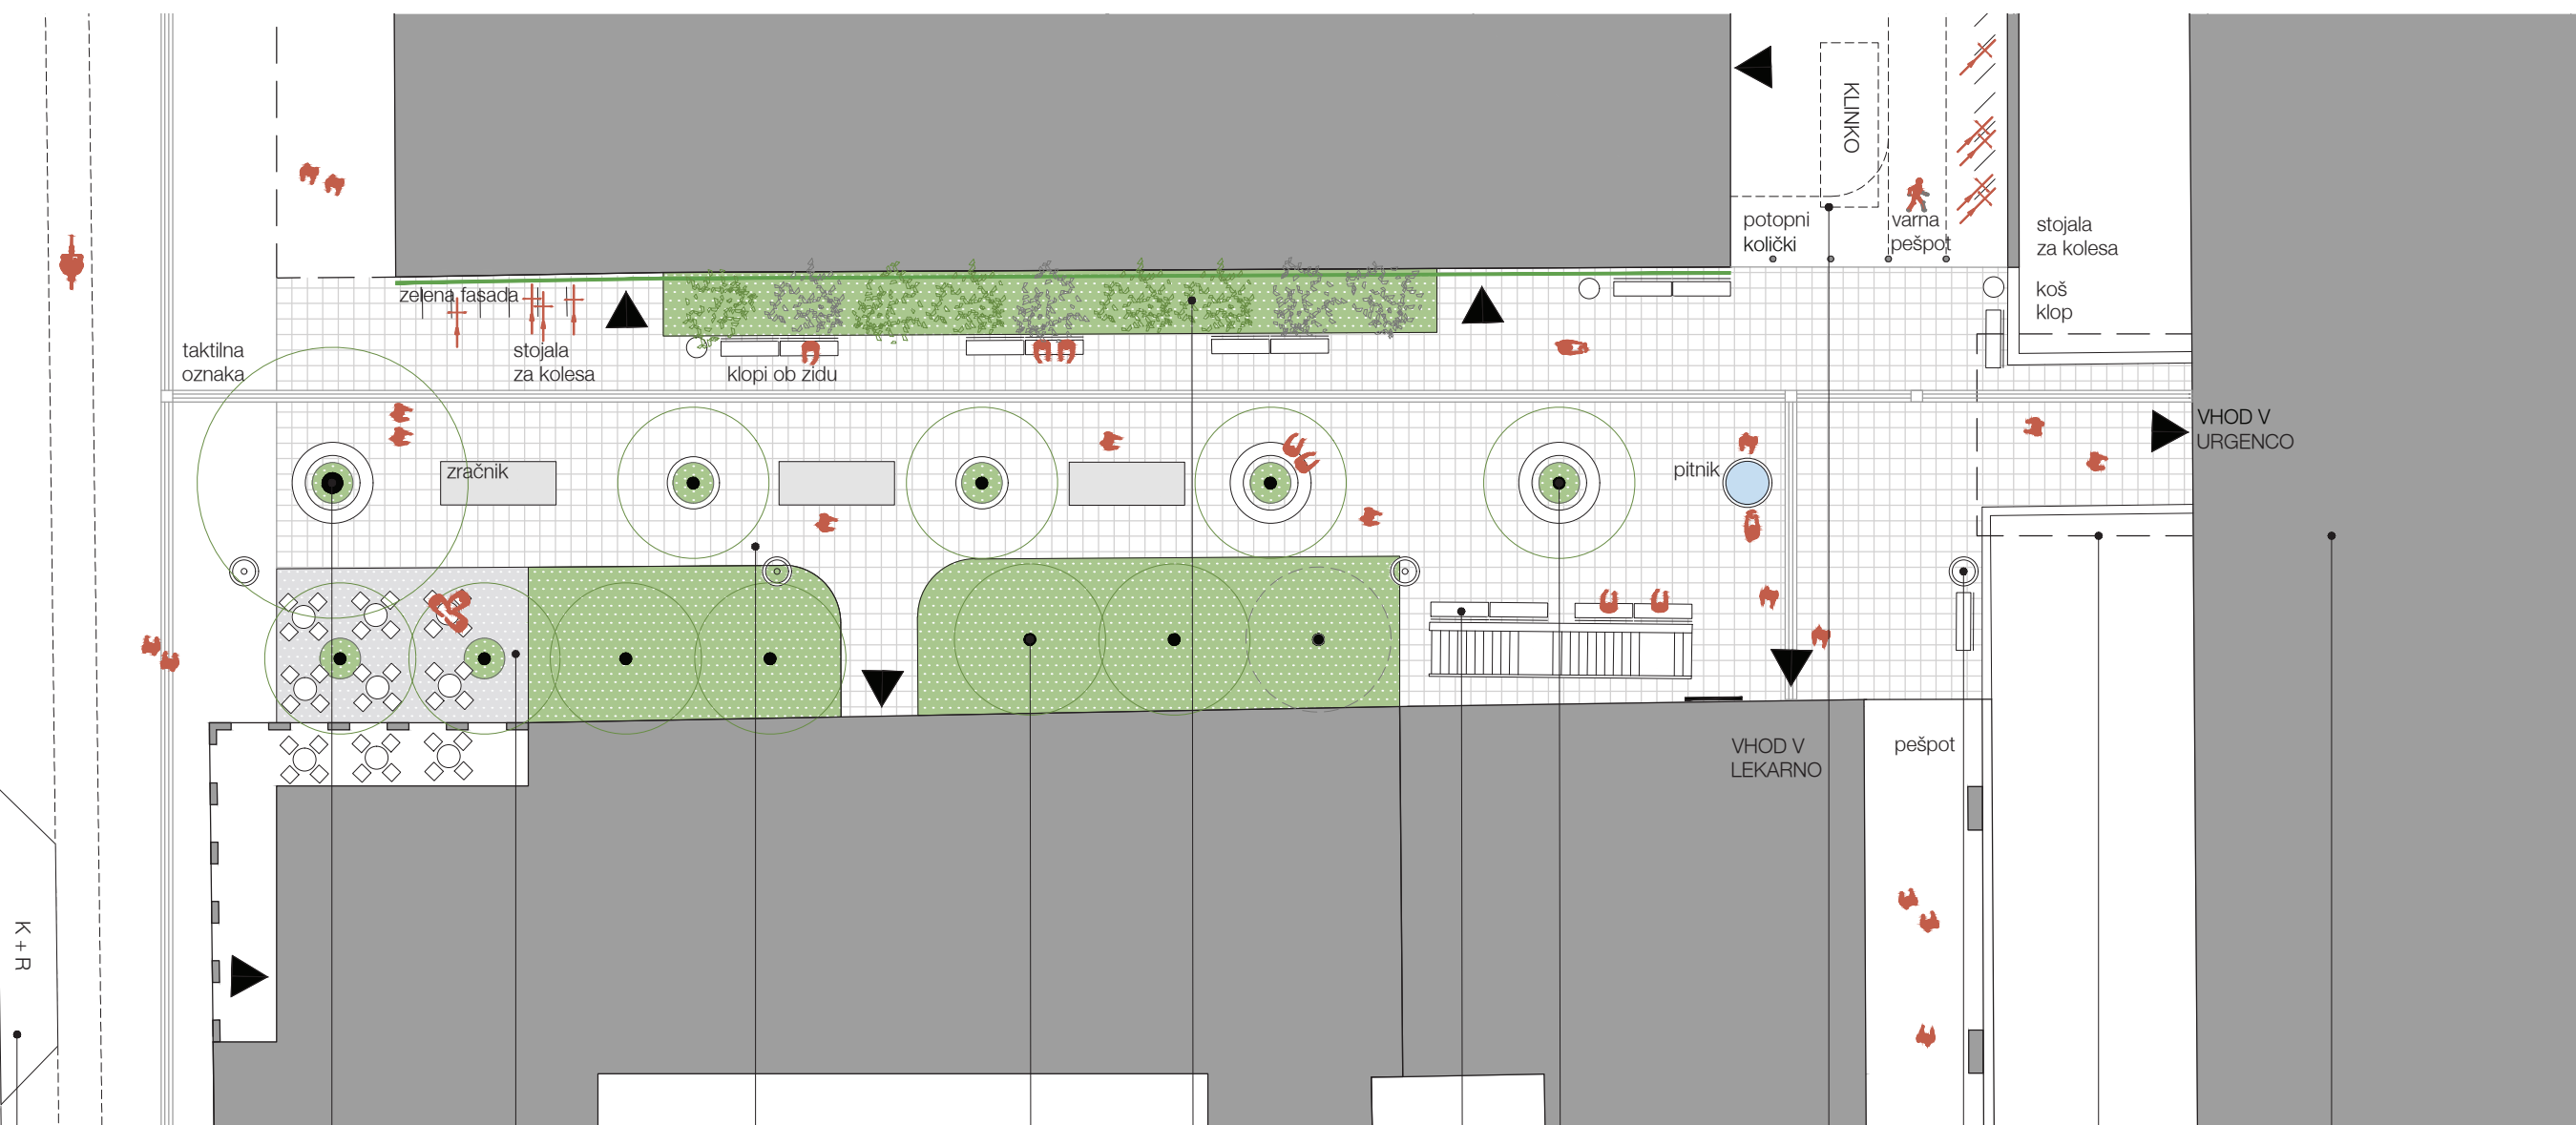 KLINKO
potopni
količki
varna
pešpot
stojala
za kolesa
koš
klop
zelena fasada
taktilna
oznaka
stojala
za kolesa
klopi ob zidu
VHOD V
URGENCO
zračnik
pitnik
VHOD V
LEKARNO
pešpot
K + R